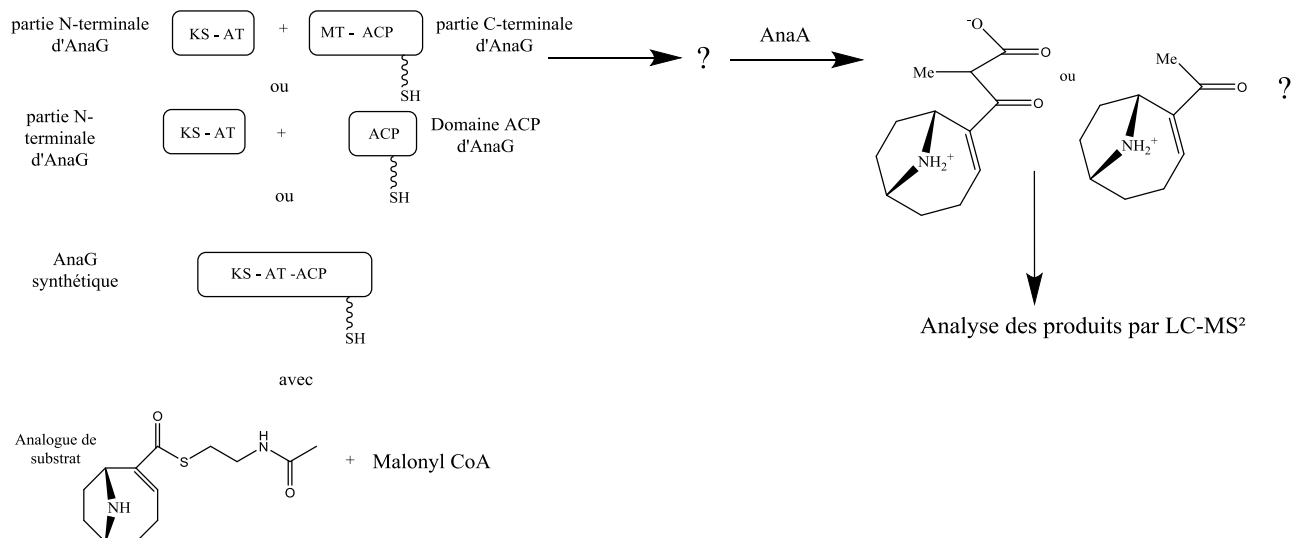 partie N-terminale
d'AnaG
KS - AT
+
MT - ACP
partie C-terminale
d'AnaG
SH
ou
?
AnaA
-O
O
Me
O
NH2+
ou
Me
O
NH2+
?
partie N-
terminale
d'AnaG
KS - AT
+
ACP
Domaine ACP
d'AnaG
SH
ou
AnaG
synthétique
KS - AT -ACP
SH
Analyse des produits par LC-MS²
avec
Analogue de
substrat
O
S
H
N
O
NH
+ Malonyl CoA